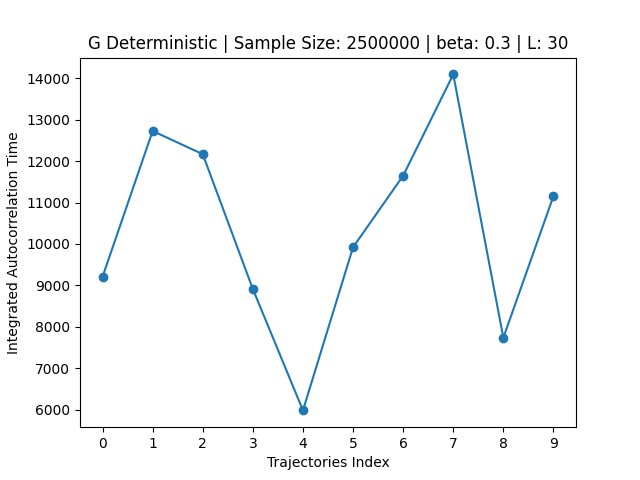 G Deterministic | Sample Size: 2500000 | beta: 0.3 | L: 30
Integrated Autocorrelation Time
14000
13000
12000
11000
10000
9000
8000
7000
6000
0 1 2 3 4 5 6 7 8 9
Trajectories Index